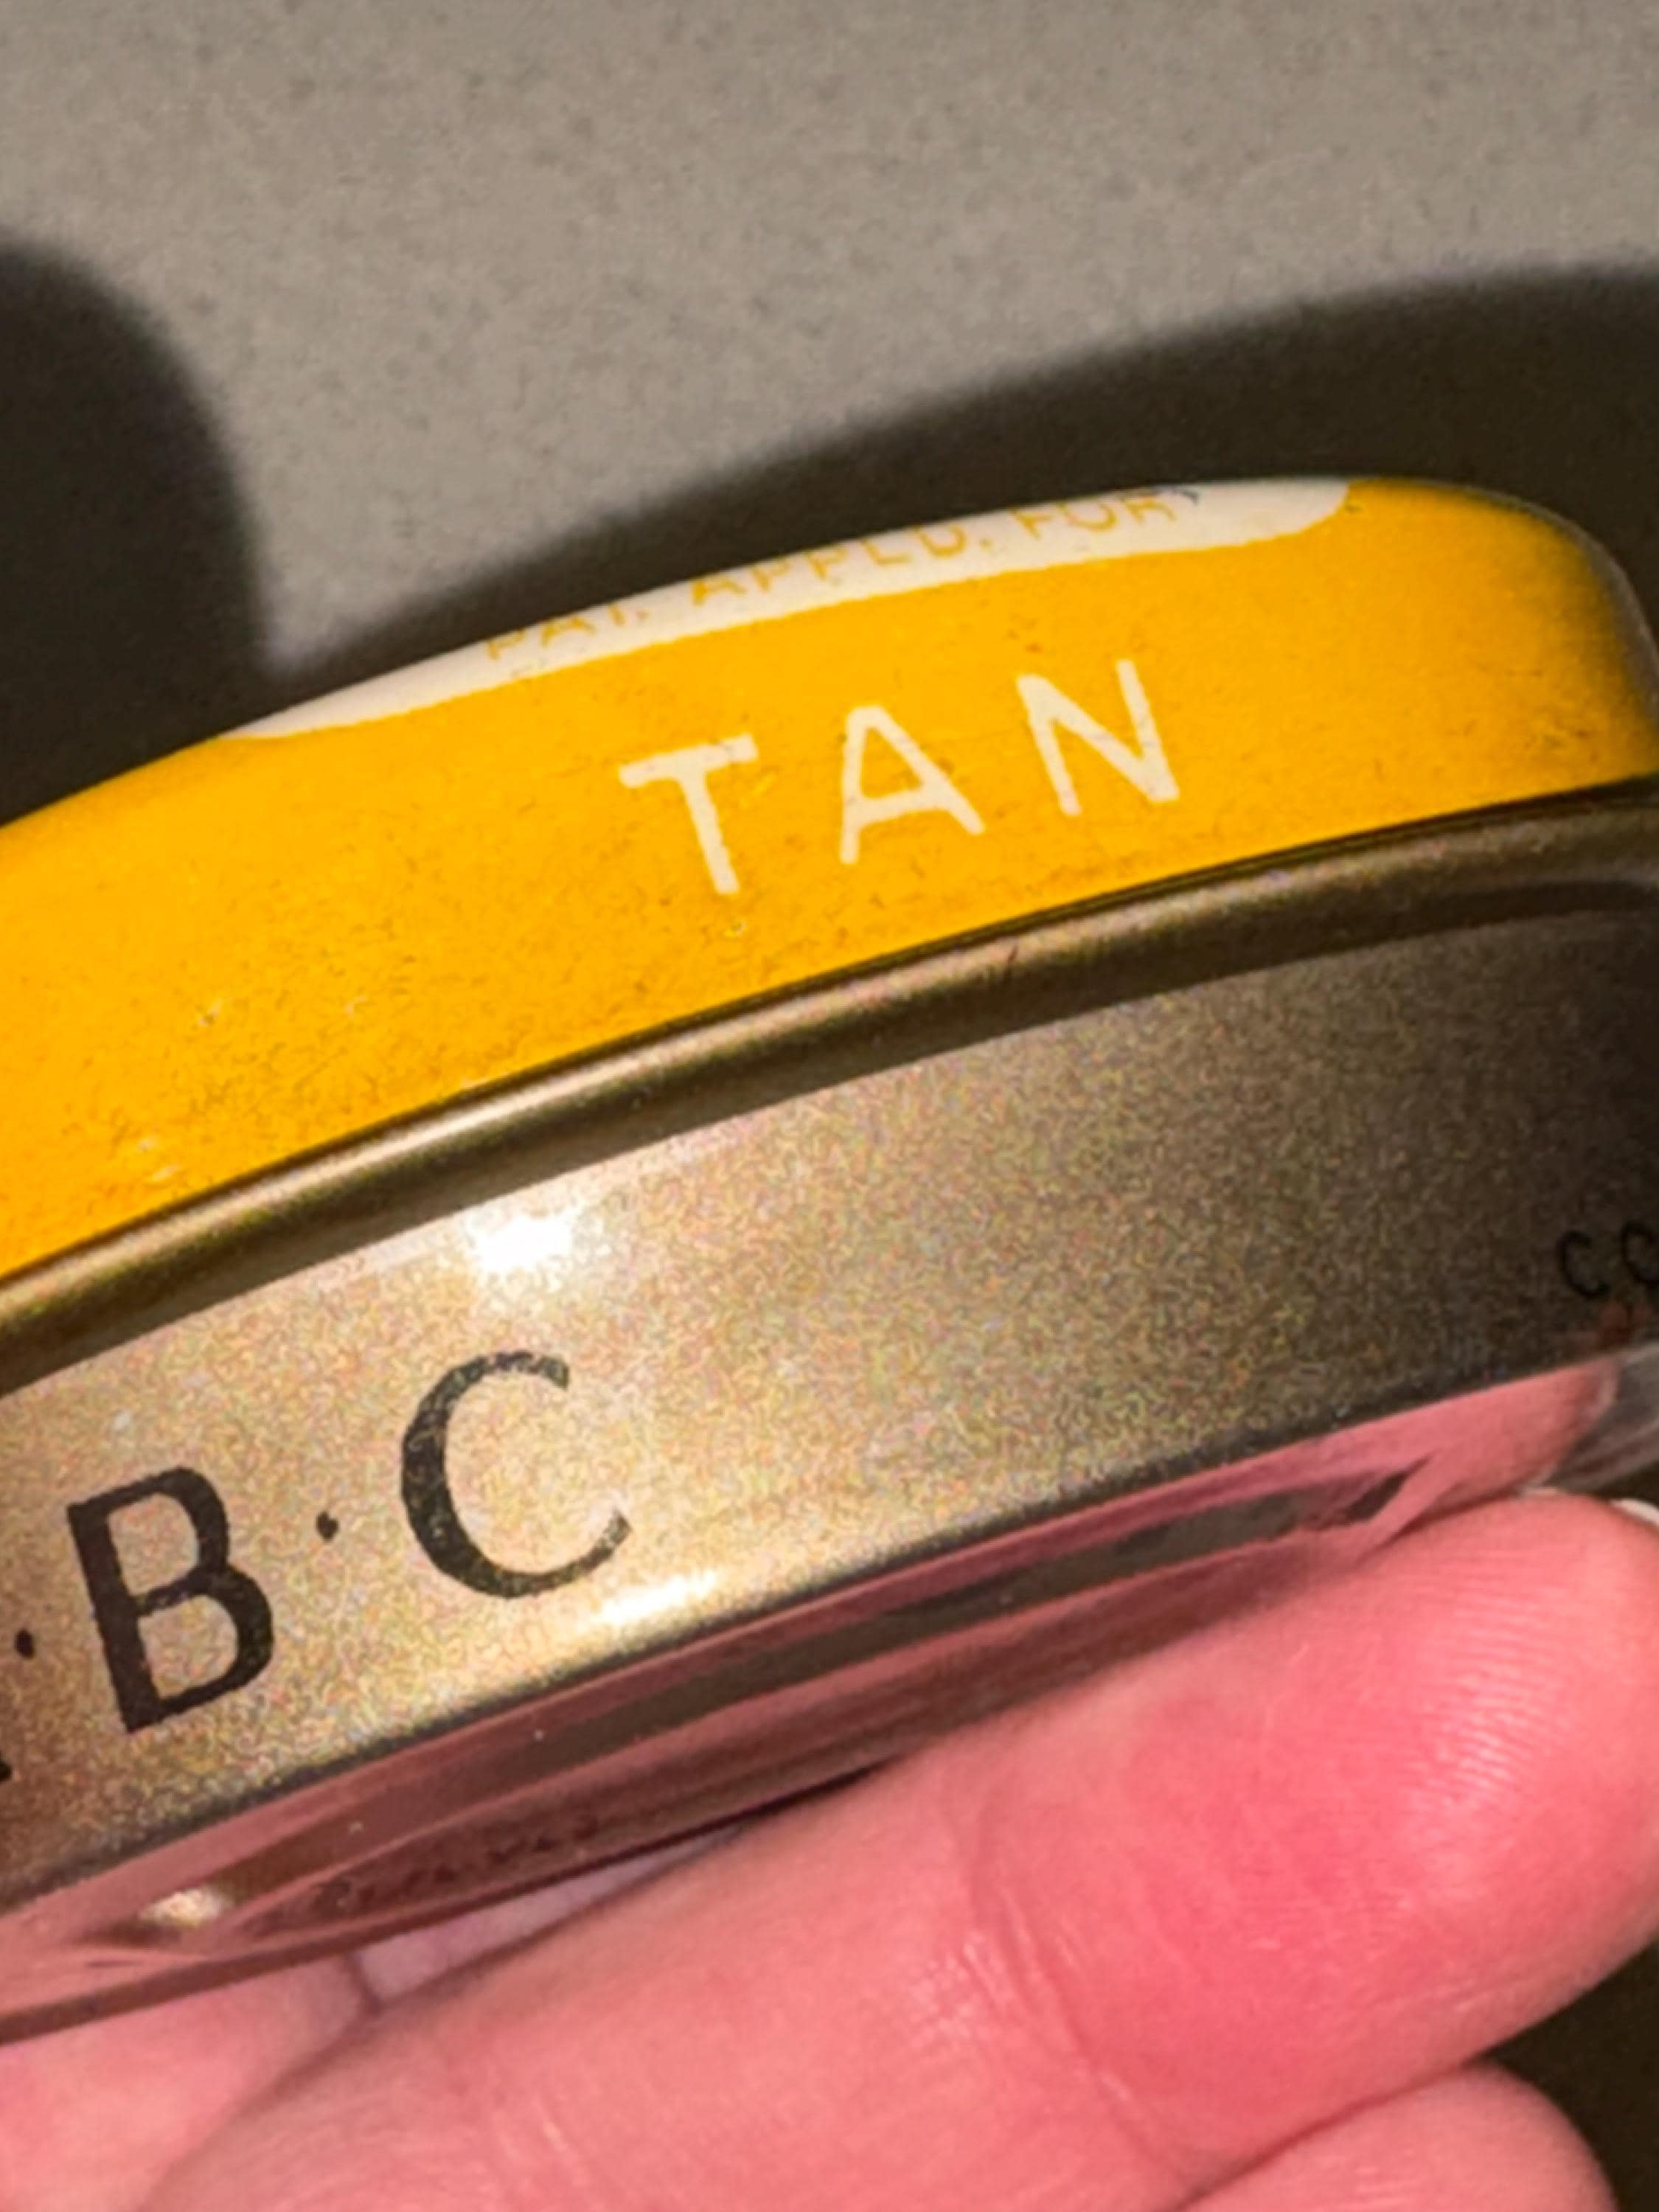 PAT. APPLD. FOR
TAN
B·C